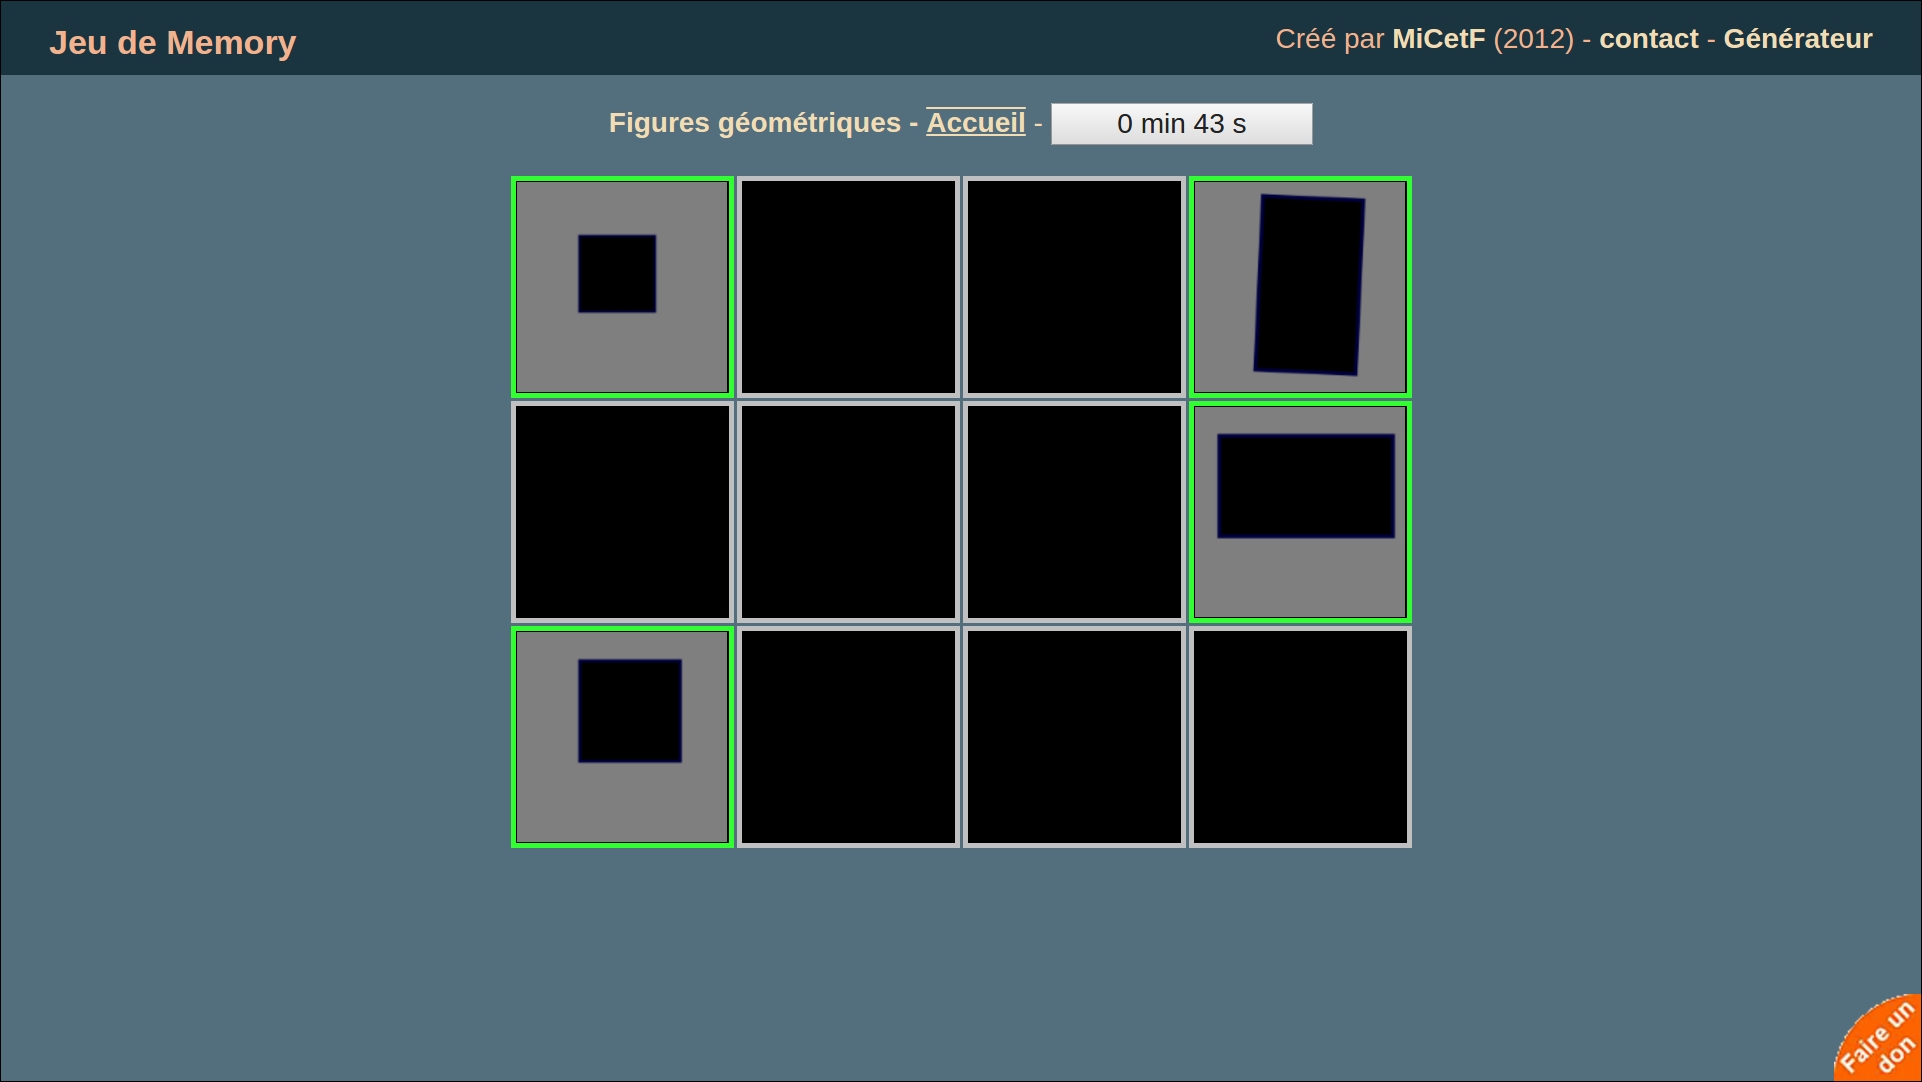 Jeu de Memory
Créé par MiCetF (2012) - contact - Générateur
Figures géométriques - Accueil - 0 min 43 s
Faire un
don